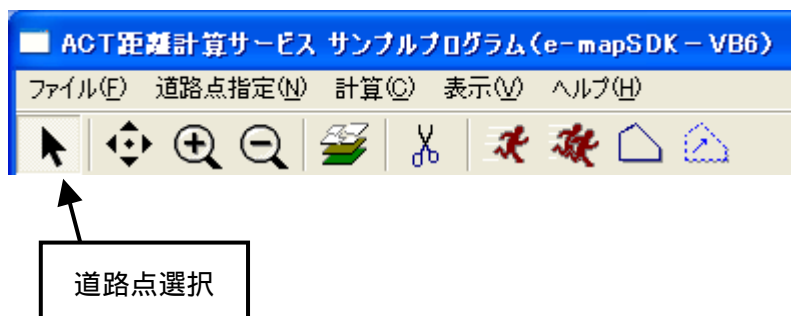 ACT距離計算サービス サンプルプログラム(e-mapSDK－VB6)
ファイル(F) 道路点指定(N) 計算(C) 表示(V) ヘルプ(H)
道路点選択